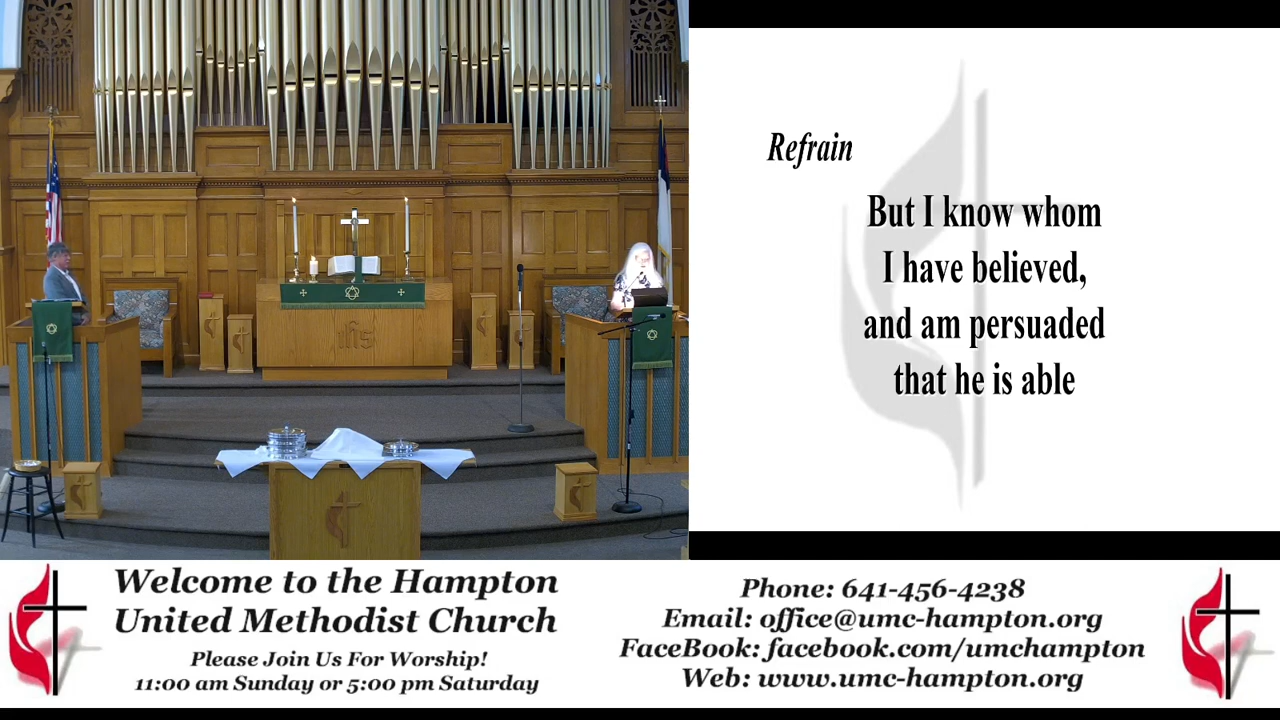 Refrain
But I know whom
I have believed,
and am persuaded
that he is able
ihs
Welcome to the Hampton
United Methodist Church
Please Join Us For Worship!
11:00 am Sunday or 5:00 pm Saturday
Phone: 641-456-4238
Email: office@umc-hampton.org
FaceBook: facebook.com/umchampton
Web: www.umc-hampton.org